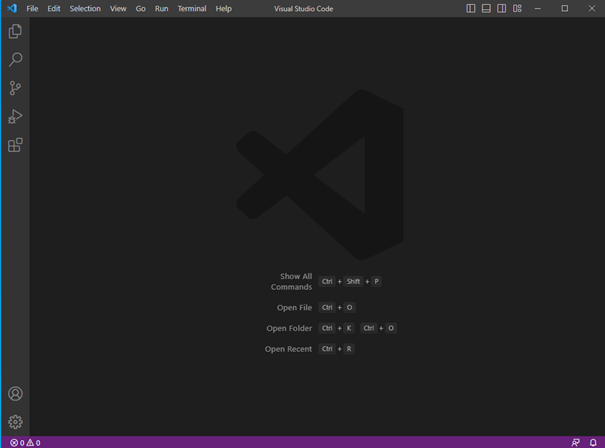 File Edit Selection View Go Run Terminal Help Visual Studio Code
Show All
Commands Ctrl + Shift + P
Open File Ctrl + O
Open Folder Ctrl + K Ctrl + O
Open Recent Ctrl + R
0 0